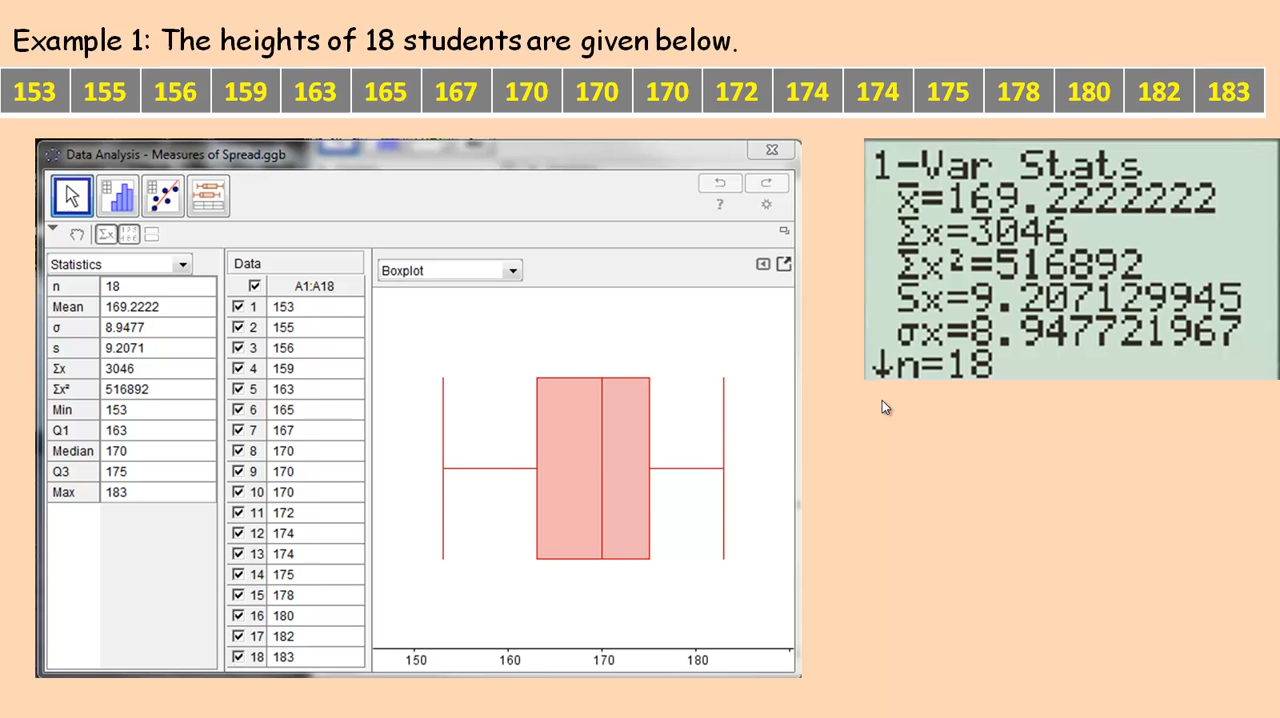 Example 1: The heights of 18 students are given below.
153 155 156 159 163 165 167 170 170 170 172 174 174 175 178 180 182 183
Data Analysis - Measures of Spread.ggb
Statistics
n 18
Mean 169.2222
σ 8.9477
s 9.2071
Σx 3046
Σx² 516892
Min 153
Q1 163
Median 170
Q3 175
Max 183
Data
A1:A18
1 153
2 155
3 156
4 159
5 163
6 165
7 167
8 170
9 170
10 170
11 172
12 174
13 174
14 175
15 178
16 180
17 182
18 183
Boxplot
150 160 170 180
1-Var Stats
x̄=169.2222222
Σx=3046
Σx²=516892
Sx=9.207129945
σx=8.947721967
↓n=18